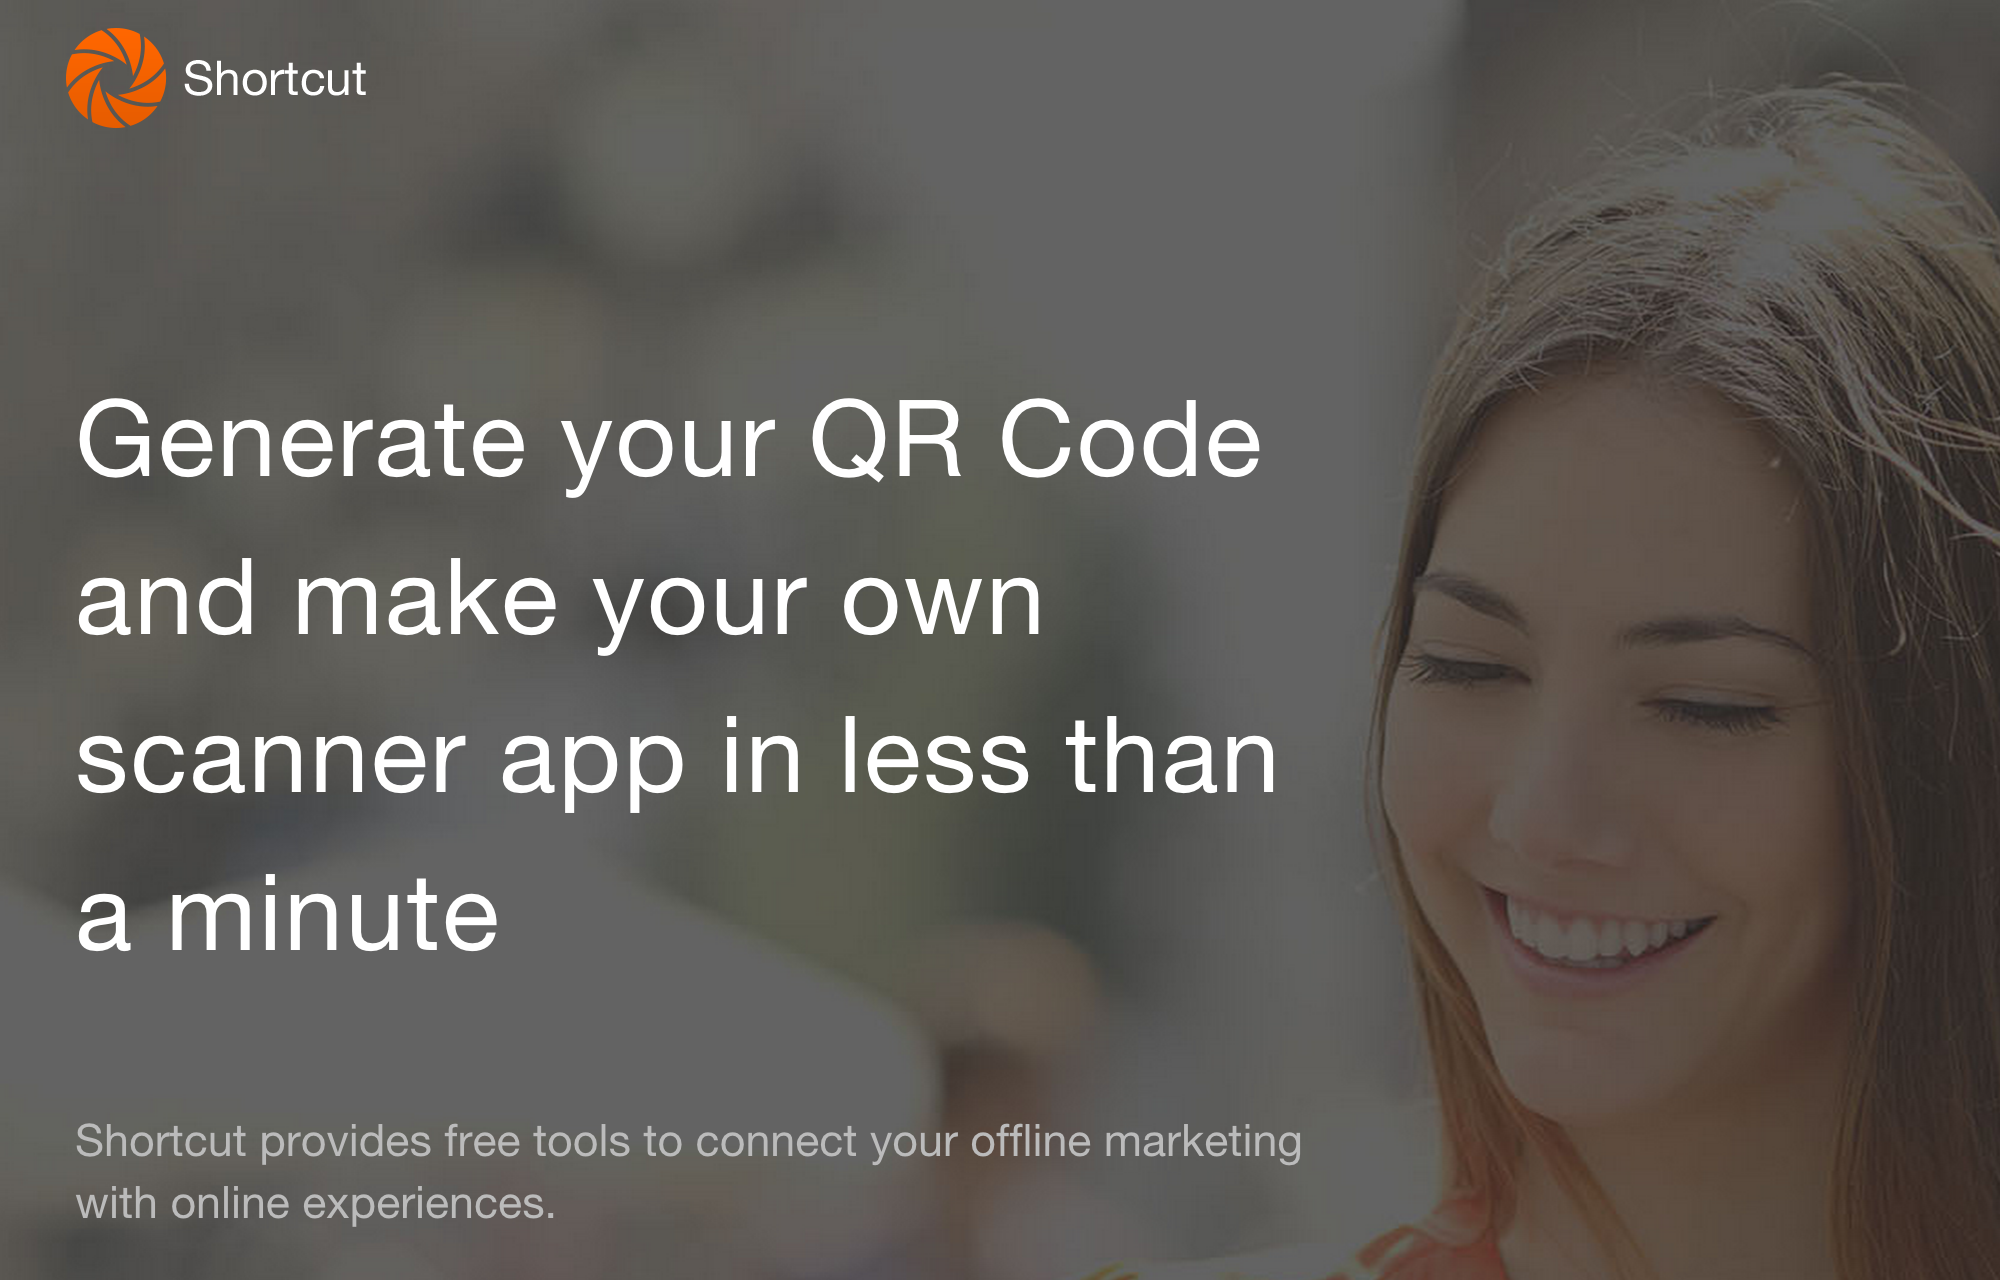 Shortcut
Generate your QR Code
and make your own
scanner app in less than
a minute
Shortcut provides free tools to connect your offline marketing
with online experiences.